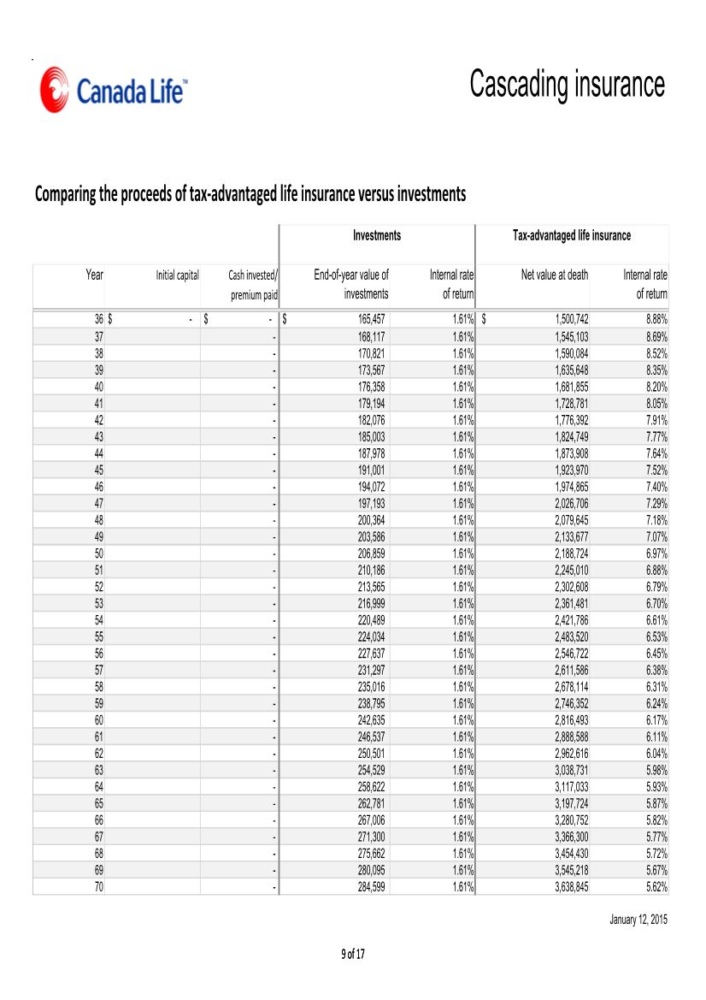 Canada Life™
Cascading insurance
Comparing the proceeds of tax-advantaged life insurance versus investments
Investments Tax-advantaged life insurance
Year Initial capital Cash invested/ End-of-year value of Internal rate Net value at death Internal rate
premium paid investments of return of return
36 $ - $ - $ 165,457 1.61% $ 1,500,742 8.88%
37 - 168,117 1.61% 1,545,103 8.69%
38 - 170,821 1.61% 1,590,084 8.52%
39 - 173,567 1.61% 1,635,648 8.35%
40 - 176,358 1.61% 1,681,855 8.20%
41 - 179,194 1.61% 1,728,781 8.05%
42 - 182,076 1.61% 1,776,392 7.91%
43 - 185,003 1.61% 1,824,749 7.77%
44 - 187,978 1.61% 1,873,908 7.64%
45 - 191,001 1.61% 1,923,970 7.52%
46 - 194,072 1.61% 1,974,865 7.40%
47 - 197,193 1.61% 2,026,706 7.29%
48 - 200,364 1.61% 2,079,645 7.18%
49 - 203,586 1.61% 2,133,677 7.07%
50 - 206,859 1.61% 2,188,724 6.97%
51 - 210,186 1.61% 2,245,010 6.88%
52 - 213,565 1.61% 2,302,608 6.79%
53 - 216,999 1.61% 2,361,481 6.70%
54 - 220,489 1.61% 2,421,786 6.61%
55 - 224,034 1.61% 2,483,520 6.53%
56 - 227,637 1.61% 2,546,722 6.45%
57 - 231,297 1.61% 2,611,586 6.38%
58 - 235,016 1.61% 2,678,114 6.31%
59 - 238,795 1.61% 2,746,352 6.24%
60 - 242,635 1.61% 2,816,493 6.17%
61 - 246,537 1.61% 2,888,588 6.11%
62 - 250,501 1.61% 2,962,616 6.04%
63 - 254,529 1.61% 3,038,731 5.98%
64 - 258,622 1.61% 3,117,033 5.93%
65 - 262,781 1.61% 3,197,724 5.87%
66 - 267,006 1.61% 3,280,752 5.82%
67 - 271,300 1.61% 3,366,300 5.77%
68 - 275,662 1.61% 3,454,430 5.72%
69 - 280,095 1.61% 3,545,218 5.67%
70 - 284,599 1.61% 3,638,845 5.62%
January 12, 2015
9 of 17